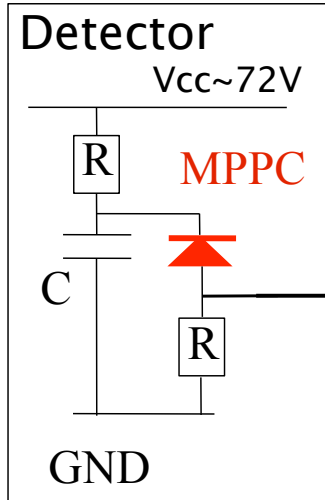 Detector
Vcc~72V
R
MPPC
C
R
GND